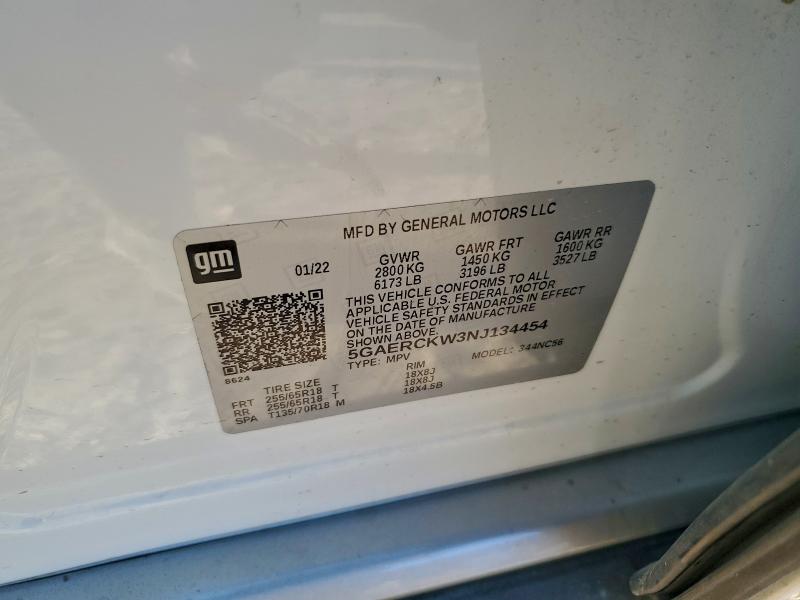 MFD BY GENERAL MOTORS LLC
gm
01/22
GVWR GAWR FRT GAWR RR
2800 KG 1450 KG 1600 KG
6173 LB 3196 LB 3527 LB
THIS VEHICLE CONFORMS TO ALL
APPLICABLE U.S. FEDERAL MOTOR
VEHICLE SAFETY STANDARDS IN EFFECT
ON THE DATE OF MANUFACTURE
SHOWN ABOVE.
5GAERCKW3NJ134454
TYPE: MPV MODEL: 344NC56
8624
TIRE SIZE RIM
FRT 255/65R18 T 18X8J
RR 255/65R18 T 18X8J
SPA T135/70R18 M 18X4.5B